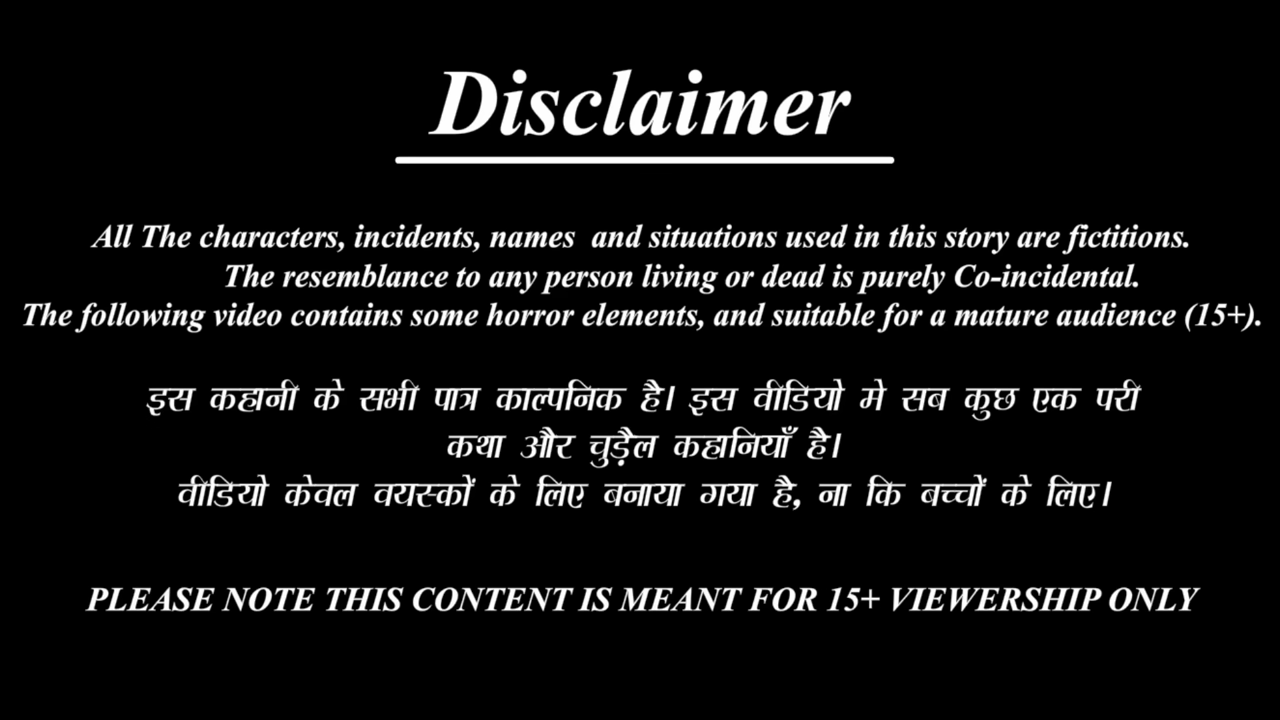 Disclaimer
All The characters, incidents, names and situations used in this story are fictitions.
The resemblance to any person living or dead is purely Co-incidental.
The following video contains some horror elements, and suitable for a mature audience (15+).
इस कहानी के सभी पात्र काल्पनिक है। इस वीडियो मे सब कुछ एक परी
कथा और चुड़ैल कहानियाँ है।
वीडियो केवल वयस्कों के लिए बनाया गया है, ना कि बच्चों के लिए।
PLEASE NOTE THIS CONTENT IS MEANT FOR 15+ VIEWERSHIP ONLY